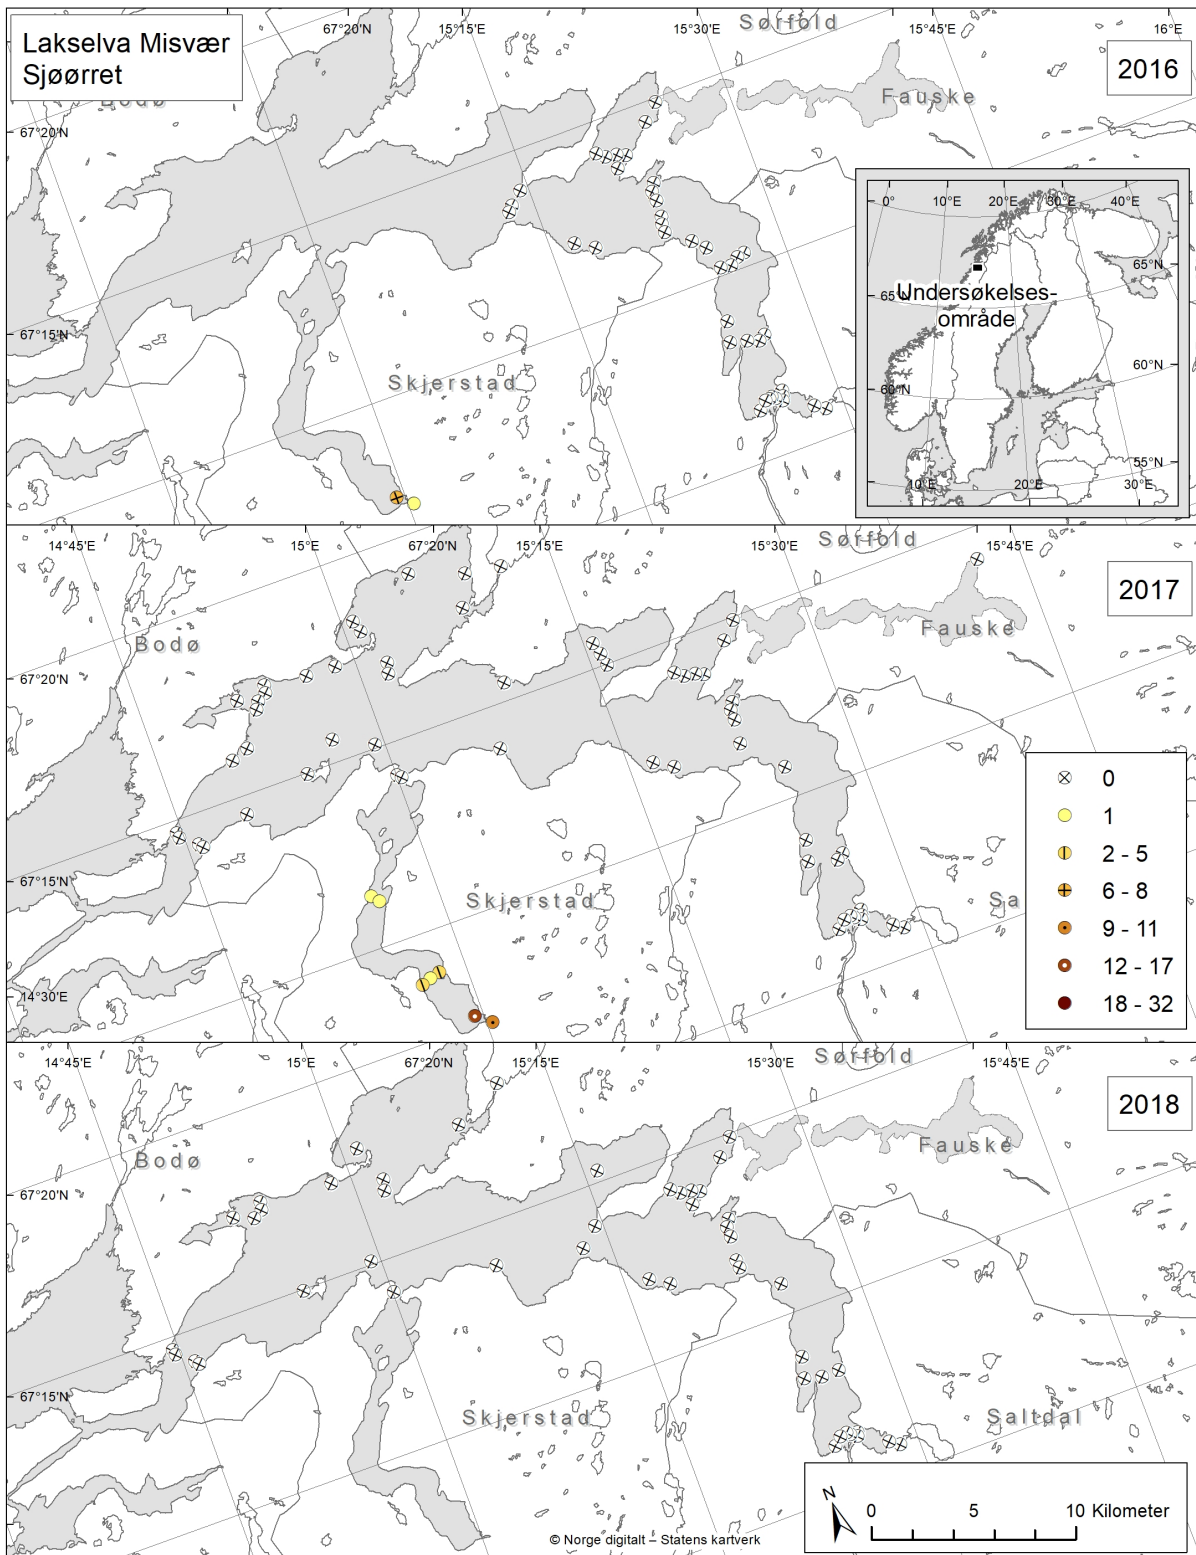 Lakselva Misvær
Sjøørret
67°20'N
15°15'E
15°30'E
Sørfold
15°45'E
16°E
2016
Bodø
Fauske
67°20'N
67°15'N
Skjerstad
0°
10°E
20°E
30°E
40°E
65°N
65°N
Undersøkelses-
område
60°N
60°N
55°N
10°E
20°E
30°E
14°45'E
15°E
67°20'N
15°15'E
15°30'E
Sørfold
15°45'E
2017
Bodø
Fauske
67°20'N
67°15'N
Skjerstad
Sa
14°30'E
0
1
2 - 5
6 - 8
9 - 11
12 - 17
18 - 32
14°45'E
15°E
67°20'N
15°15'E
15°30'E
Sørfold
15°45'E
2018
Bodø
Fauske
67°20'N
67°15'N
Skjerstad
Saltdal
N
0 5 10 Kilometer
© Norge digitalt – Statens kartverk